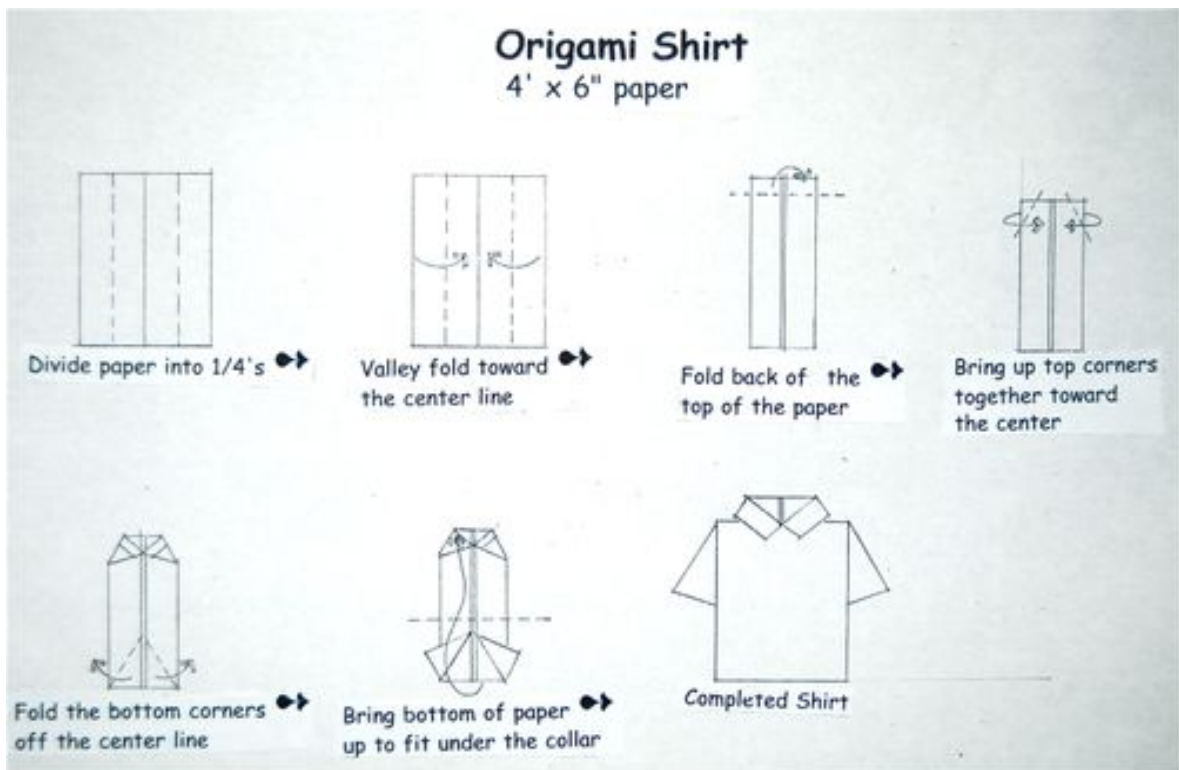 Origami Shirt
4' x 6" paper
Divide paper into 1/4's
Valley fold toward
the center line
Fold back of the
top of the paper
Bring up top corners
together toward
the center
Fold the bottom corners
off the center line
Bring bottom of paper
up to fit under the collar
Completed Shirt